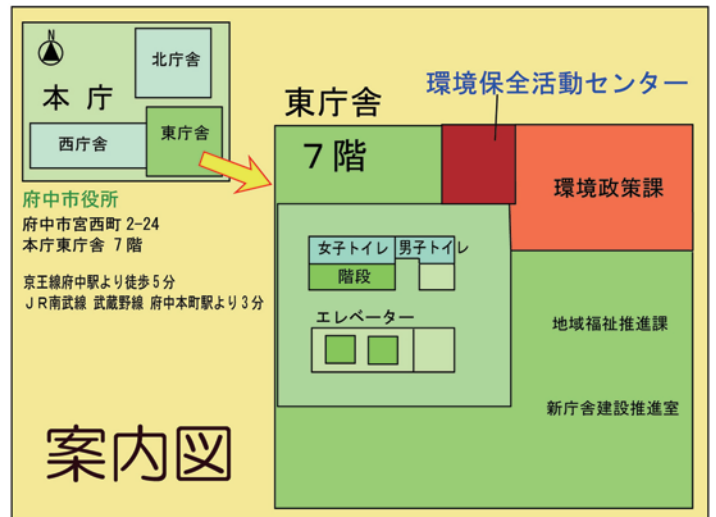 N
北庁舎
本庁
西庁舎
東庁舎
府中市役所
府中市宮西町 2-24
本庁東庁舎 7階
京王線府中駅より徒歩5分
JR南武線 武蔵野線 府中本町駅より3分
案内図
東庁舎
環境保全活動センター
7階
環境政策課
女子トイレ 男子トイレ
階段
エレベーター
地域福祉推進課
新庁舎建設推進室